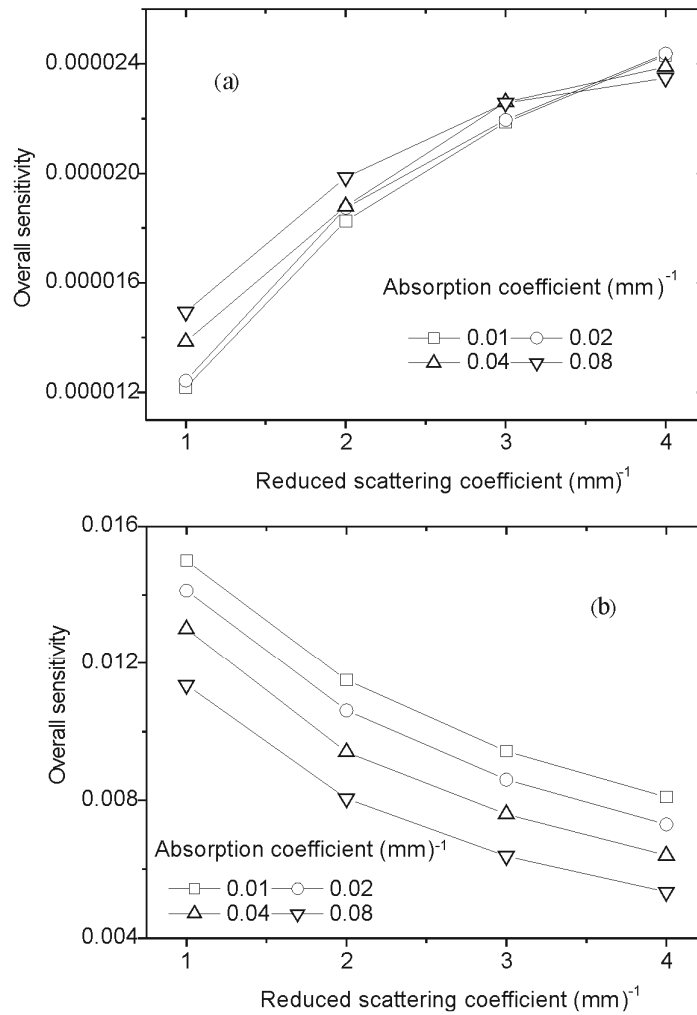 0.000024
(a)
0.000020
0.000016
0.000012
Overall sensitivity
Absorption coefficient (mm)-1
0.01 0.02
0.04 0.08
1 2 3 4
Reduced scattering coefficient (mm)-1
0.016
(b)
0.012
0.008
0.004
Overall sensitivity
Absorption coefficient (mm)-1
0.01 0.02
0.04 0.08
1 2 3 4
Reduced scattering coefficient (mm)-1